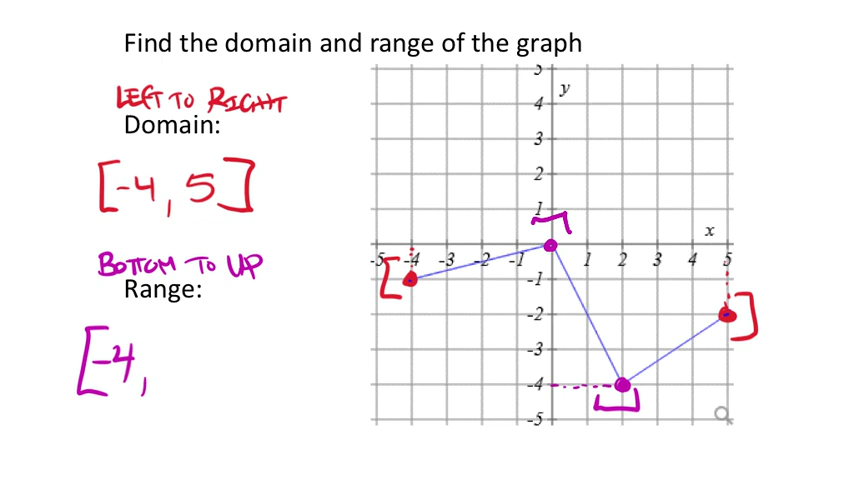 Find the domain and range of the graph
LEFT TO RIGHT
Domain:
[-4, 5]
BOTTOM TO UP
Range:
[-4,
5
y
4
3
2
1
x
-5 -4 -3 -2 -1 1 2 3 4 5
-1
-2
-3
-4
-5